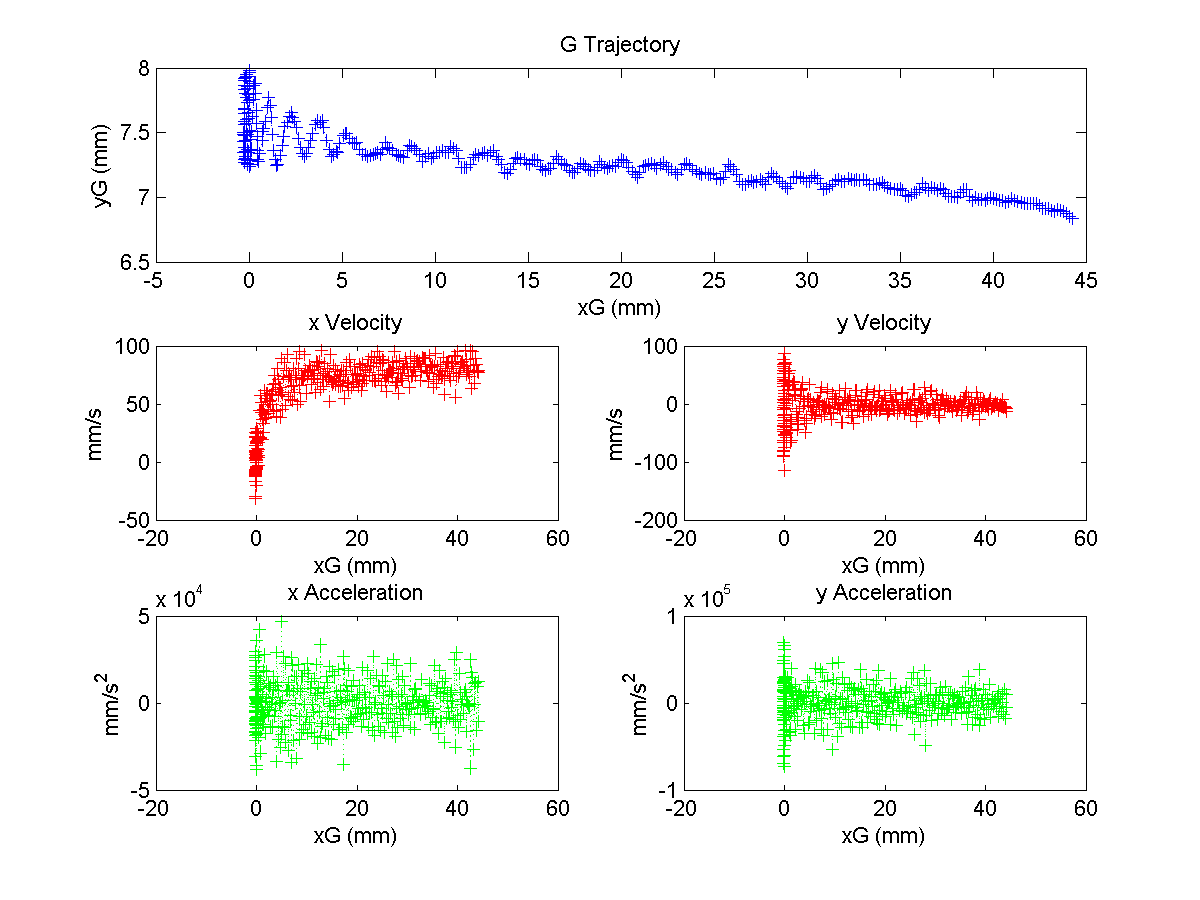 G Trajectory
8
7.5
7
6.5
yG (mm)
-5 0 5 10 15 20 25 30 35 40 45
xG (mm)
x Velocity
100
50
0
-50
mm/s
-20 0 20 40 60
xG (mm)
y Velocity
100
0
-100
-200
mm/s
-20 0 20 40 60
xG (mm)
x Acceleration
x 10^4
5
0
-5
mm/s^2
-20 0 20 40 60
xG (mm)
y Acceleration
x 10^5
1
0
-1
mm/s^2
-20 0 20 40 60
xG (mm)